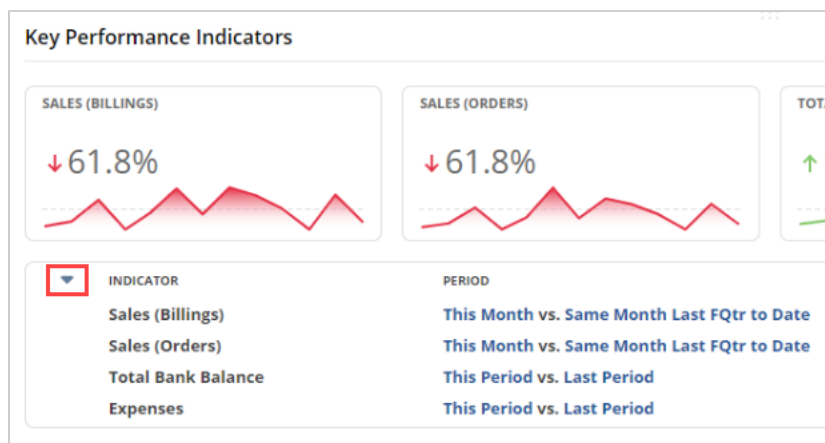 Key Performance Indicators
SALES (BILLINGS) SALES (ORDERS)
61.8% 61.8%
INDICATOR PERIOD
Sales (Billings) This Month vs. Same Month Last FQtr to Date
Sales (Orders) This Month vs. Same Month Last FQtr to Date
Total Bank Balance This Period vs. Last Period
Expenses This Period vs. Last Period